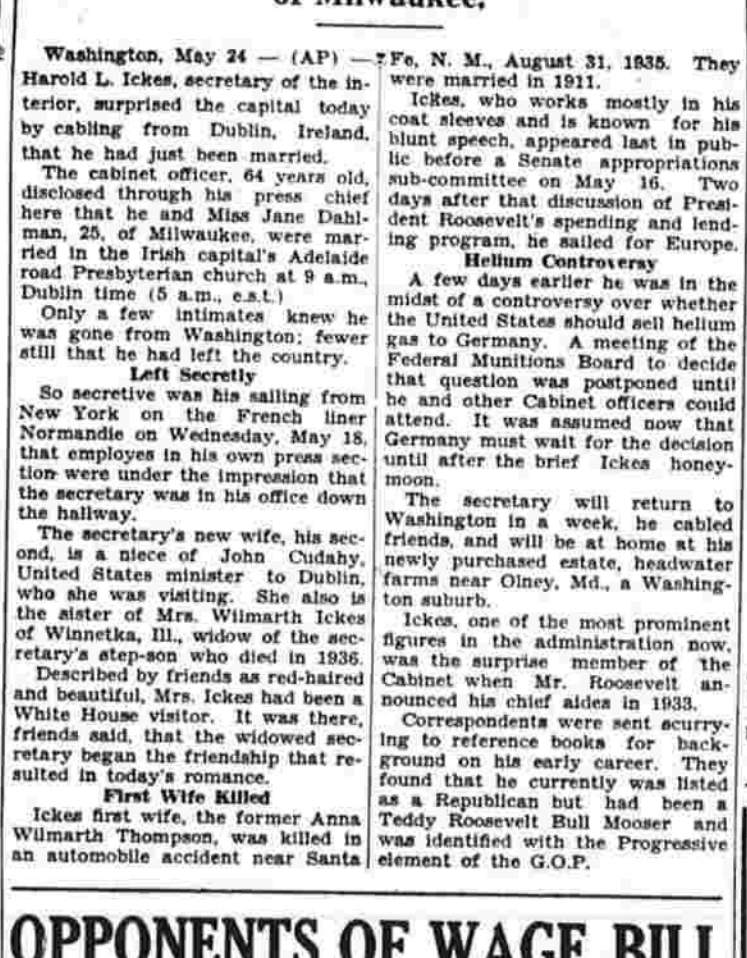 of Milwaukee.
Washington, May 24 — (AP) —
Harold L. Ickes, secretary of the in-
terior, surprised the capital today
by cabling from Dublin, Ireland,
that he had just been married.
The cabinet officer, 64 years old,
disclosed through his press chief
here that he and Miss Jane Dahl-
man, 25, of Milwaukee, were mar-
ried in the Irish capital's Adelaide
road Presbyterian church at 9 a.m.,
Dublin time (5 a.m., e.s.t.)
Only a few intimates knew he
was gone from Washington; fewer
still that he had left the country.
Left Secretly
So secretive was his sailing from
New York on the French liner
Normandie on Wednesday, May 18,
that employes in his own press sec-
tion were under the impression that
the secretary was in his office down
the hallway.
The secretary's new wife, his sec-
ond, is a niece of John Cudahy,
United States minister to Dublin,
who she was visiting. She also is
the sister of Mrs. Wilmarth Ickes
of Winnetka, Ill., widow of the sec-
retary's step-son who died in 1936.
Described by friends as red-haired
and beautiful, Mrs. Ickes had been a
White House visitor. It was there,
friends said, that the widowed sec-
retary began the friendship that re-
sulted in today's romance.
First Wife Killed
Ickes first wife, the former Anna
Wilmarth Thompson, was killed in
an automobile accident near Santa
Fe, N. M., August 31, 1935. They
were married in 1911.
Ickes, who works mostly in his
coat sleeves and is known for his
blunt speech, appeared last in pub-
lic before a Senate appropriations
sub-committee on May 16. Two
days after that discussion of Presi-
dent Roosevelt's spending and lend-
ing program, he sailed for Europe.
Helium Controversy
A few days earlier he was in the
midst of a controversy over whether
the United States should sell helium
gas to Germany. A meeting of the
Federal Munitions Board to decide
that question was postponed until
he and other Cabinet officers could
attend. It was assumed now that
Germany must wait for the decision
until after the brief Ickes honey-
moon.
The secretary will return to
Washington in a week, he cabled
friends, and will be at home at his
newly purchased estate, headwater
farms near Olney, Md., a Washing-
ton suburb.
Ickes, one of the most prominent
figures in the administration now,
was the surprise member of the
Cabinet when Mr. Roosevelt an-
nounced his chief aides in 1933.
Correspondents were sent scurry-
ing to reference books for back-
ground on his early career. They
found that he currently was listed
as a Republican but had been a
Teddy Roosevelt Bull Mooser and
was identified with the Progressive
element of the G.O.P.
OPPONENTS OF WAGE BILL